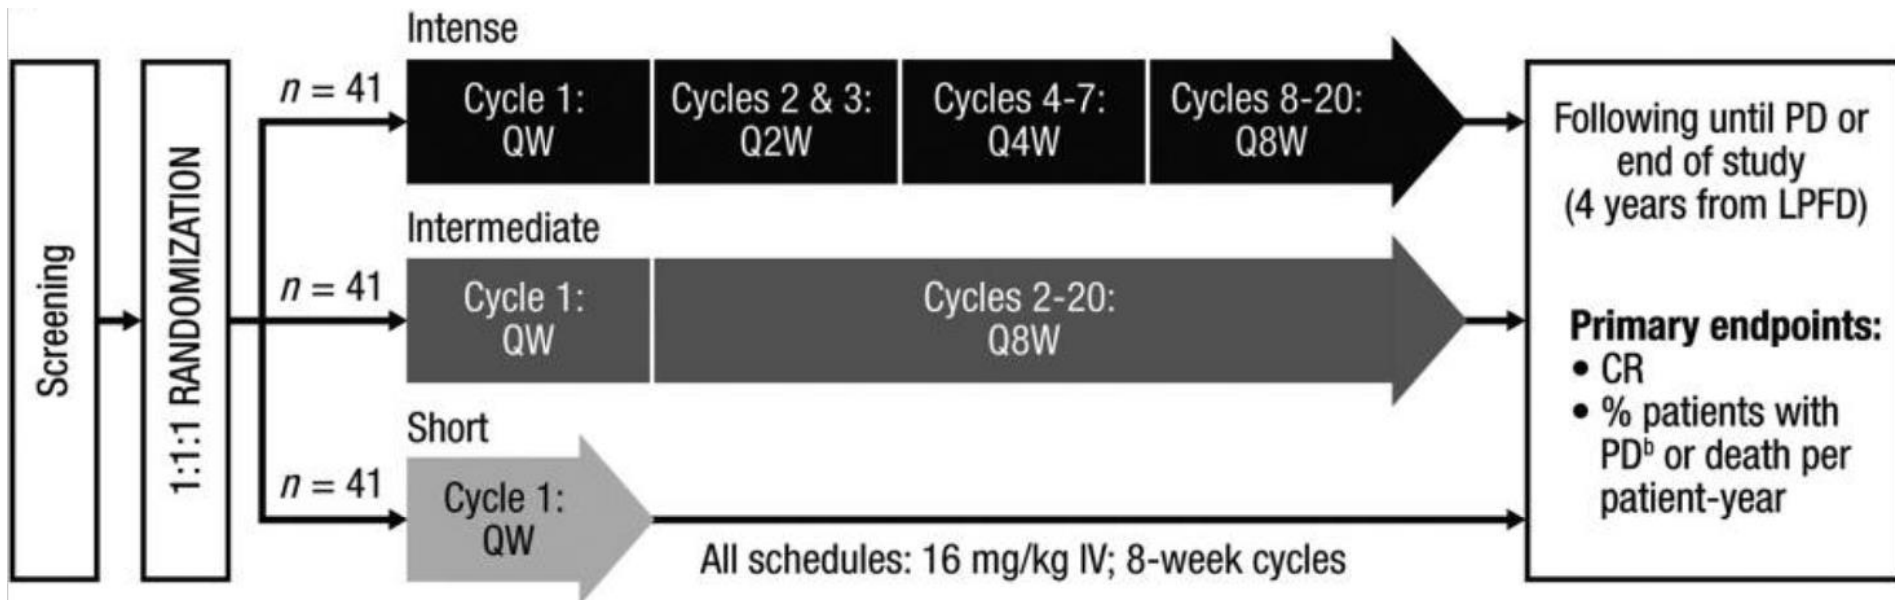 Screening
1:1:1 RANDOMIZATION
n = 41
Intense
Cycle 1:
QW
Cycles 2 & 3:
Q2W
Cycles 4-7:
Q4W
Cycles 8-20:
Q8W
n = 41
Intermediate
Cycle 1:
QW
Cycles 2-20:
Q8W
n = 41
Short
Cycle 1:
QW
All schedules: 16 mg/kg IV; 8-week cycles
Following until PD or
end of study
(4 years from LPFD)
Primary endpoints:
• CR
• % patients with
PDᵇ or death per
patient-year